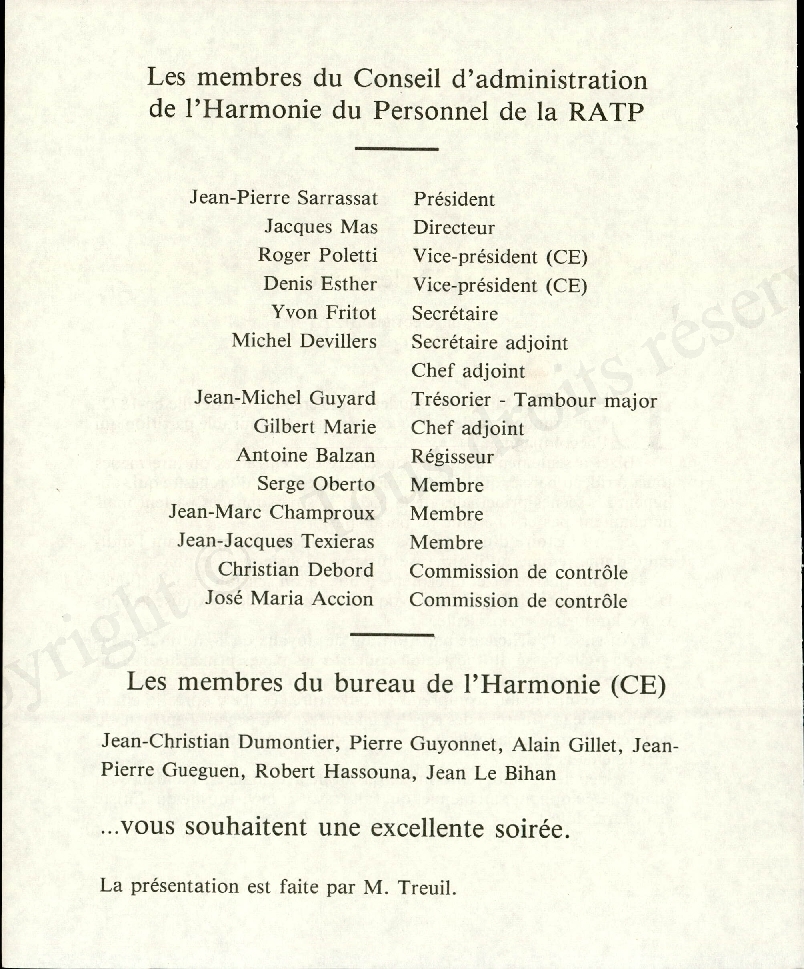 Les membres du Conseil d'administration
de l'Harmonie du Personnel de la RATP
Jean-Pierre Sarrassat Président
Jacques Mas Directeur
Roger Poletti Vice-président (CE)
Denis Esther Vice-président (CE)
Yvon Fritot Secrétaire
Michel Devillers Secrétaire adjoint
Chef adjoint
Jean-Michel Guyard Trésorier - Tambour major
Gilbert Marie Chef adjoint
Antoine Balzan Régisseur
Serge Oberto Membre
Jean-Marc Champroux Membre
Jean-Jacques Texieras Membre
Christian Debord Commission de contrôle
José Maria Accion Commission de contrôle
Les membres du bureau de l'Harmonie (CE)
Jean-Christian Dumontier, Pierre Guyonnet, Alain Gillet, Jean-
Pierre Gueguen, Robert Hassouna, Jean Le Bihan
...vous souhaitent une excellente soirée.
La présentation est faite par M. Treuil.
pyright © Tous droits réserv